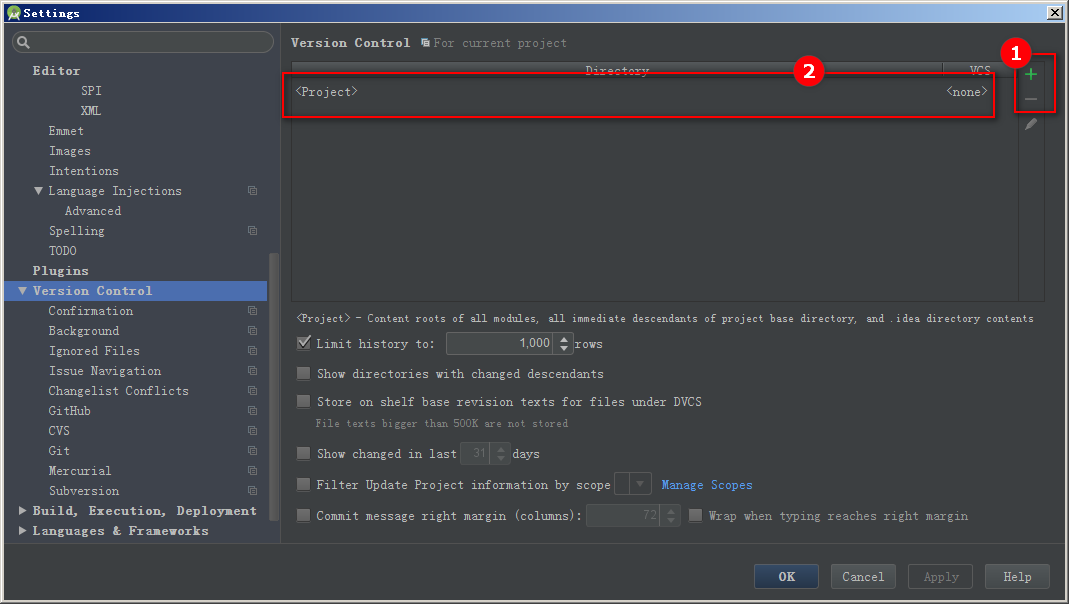 Settings
Version Control For current project
Editor
SPI
XML
Emmet
Images
Intentions
Language Injections
Advanced
Spelling
TODO
Plugins
Version Control
Confirmation
Background
Ignored Files
Issue Navigation
Changelist Conflicts
GitHub
CVS
Git
Mercurial
Subversion
Build, Execution, Deployment
Languages & Frameworks
1
2
Directory VCS
<Project> <none>
<Project> - Content roots of all modules, all immediate descendants of project base directory, and .idea directory contents
Limit history to: 1,000 rows
Show directories with changed descendants
Store on shelf base revision texts for files under DVCS
File texts bigger than 500K are not stored
Show changed in last 31 days
Filter Update Project information by scope Manage Scopes
Commit message right margin (columns): 72 Wrap when typing reaches right margin
OK Cancel Apply Help